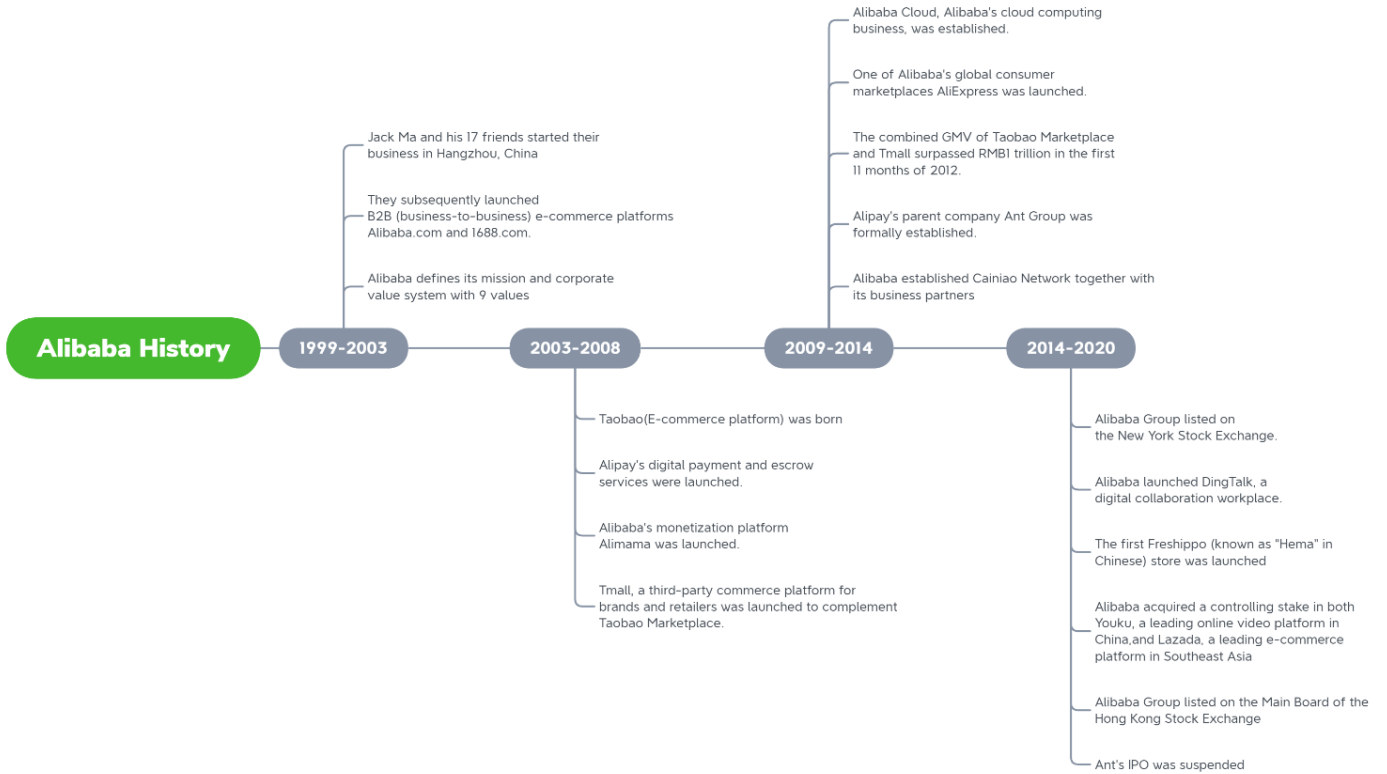 Alibaba History
1999-2003
Jack Ma and his 17 friends started their
business in Hangzhou, China
They subsequently launched
B2B (business-to-business) e-commerce platforms
Alibaba.com and 1688.com.
Alibaba defines its mission and corporate
value system with 9 values
2003-2008
Taobao(E-commerce platform) was born
Alipay's digital payment and escrow
services were launched.
Alibaba's monetization platform
Alimama was launched.
Tmall, a third-party commerce platform for
brands and retailers was launched to complement
Taobao Marketplace.
2009-2014
Alibaba Cloud, Alibaba's cloud computing
business, was established.
One of Alibaba's global consumer
marketplaces AliExpress was launched.
The combined GMV of Taobao Marketplace
and Tmall surpassed RMB1 trillion in the first
11 months of 2012.
Alipay's parent company Ant Group was
formally established.
Alibaba established Cainiao Network together with
its business partners
2014-2020
Alibaba Group listed on
the New York Stock Exchange.
Alibaba launched DingTalk, a
digital collaboration workplace.
The first Freshippo (known as "Hema" in
Chinese) store was launched
Alibaba acquired a controlling stake in both
Youku, a leading online video platform in
China,and Lazada, a leading e-commerce
platform in Southeast Asia
Alibaba Group listed on the Main Board of the
Hong Kong Stock Exchange
Ant's IPO was suspended